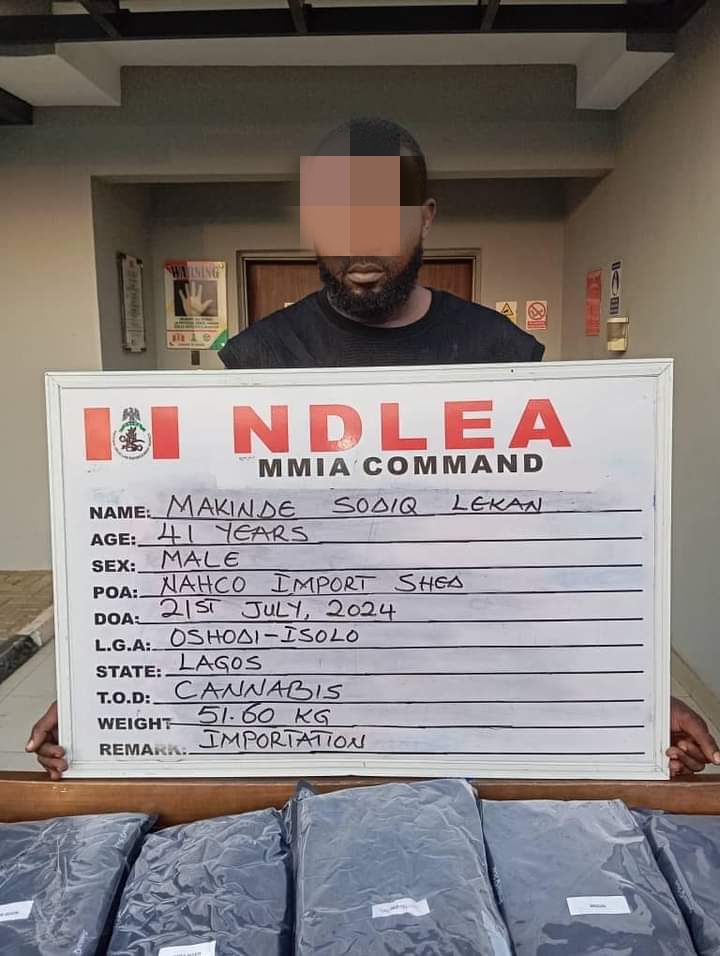 WARNING
NDLEA
MMIA COMMAND
NAME: MAKINDE SODIQ LEKAN
AGE: 41 YEARS
SEX: MALE
POA: NAHCO IMPORT SHED
DOA: 21ST JULY, 2024
L.G.A: OSHODI-ISOLO
STATE: LAGOS
T.O.D: CANNABIS
WEIGHT 51.60 KG
REMARK: IMPORTATION